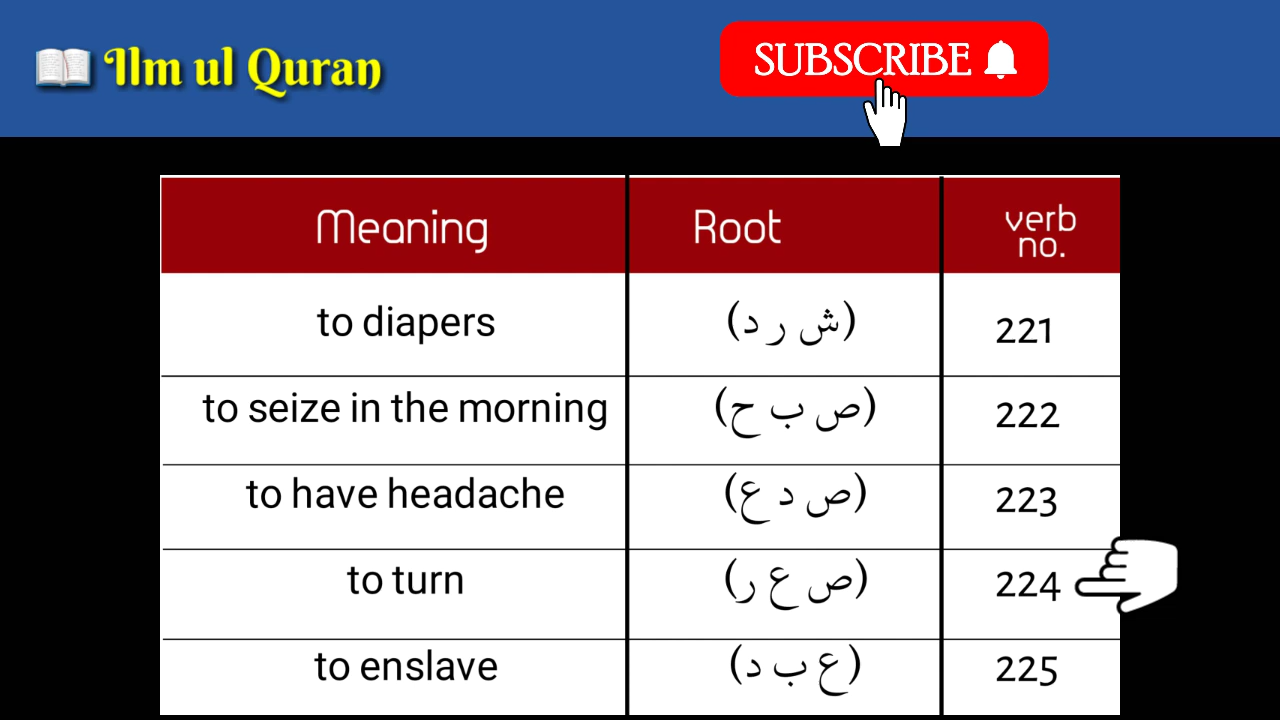 Ilm ul Quran
SUBSCRIBE
Meaning Root verb no.
to diapers (ش ر د) 221
to seize in the morning (ص ب ح) 222
to have headache (ص د ع) 223
to turn (ص ع ر) 224
to enslave (ع ب د) 225